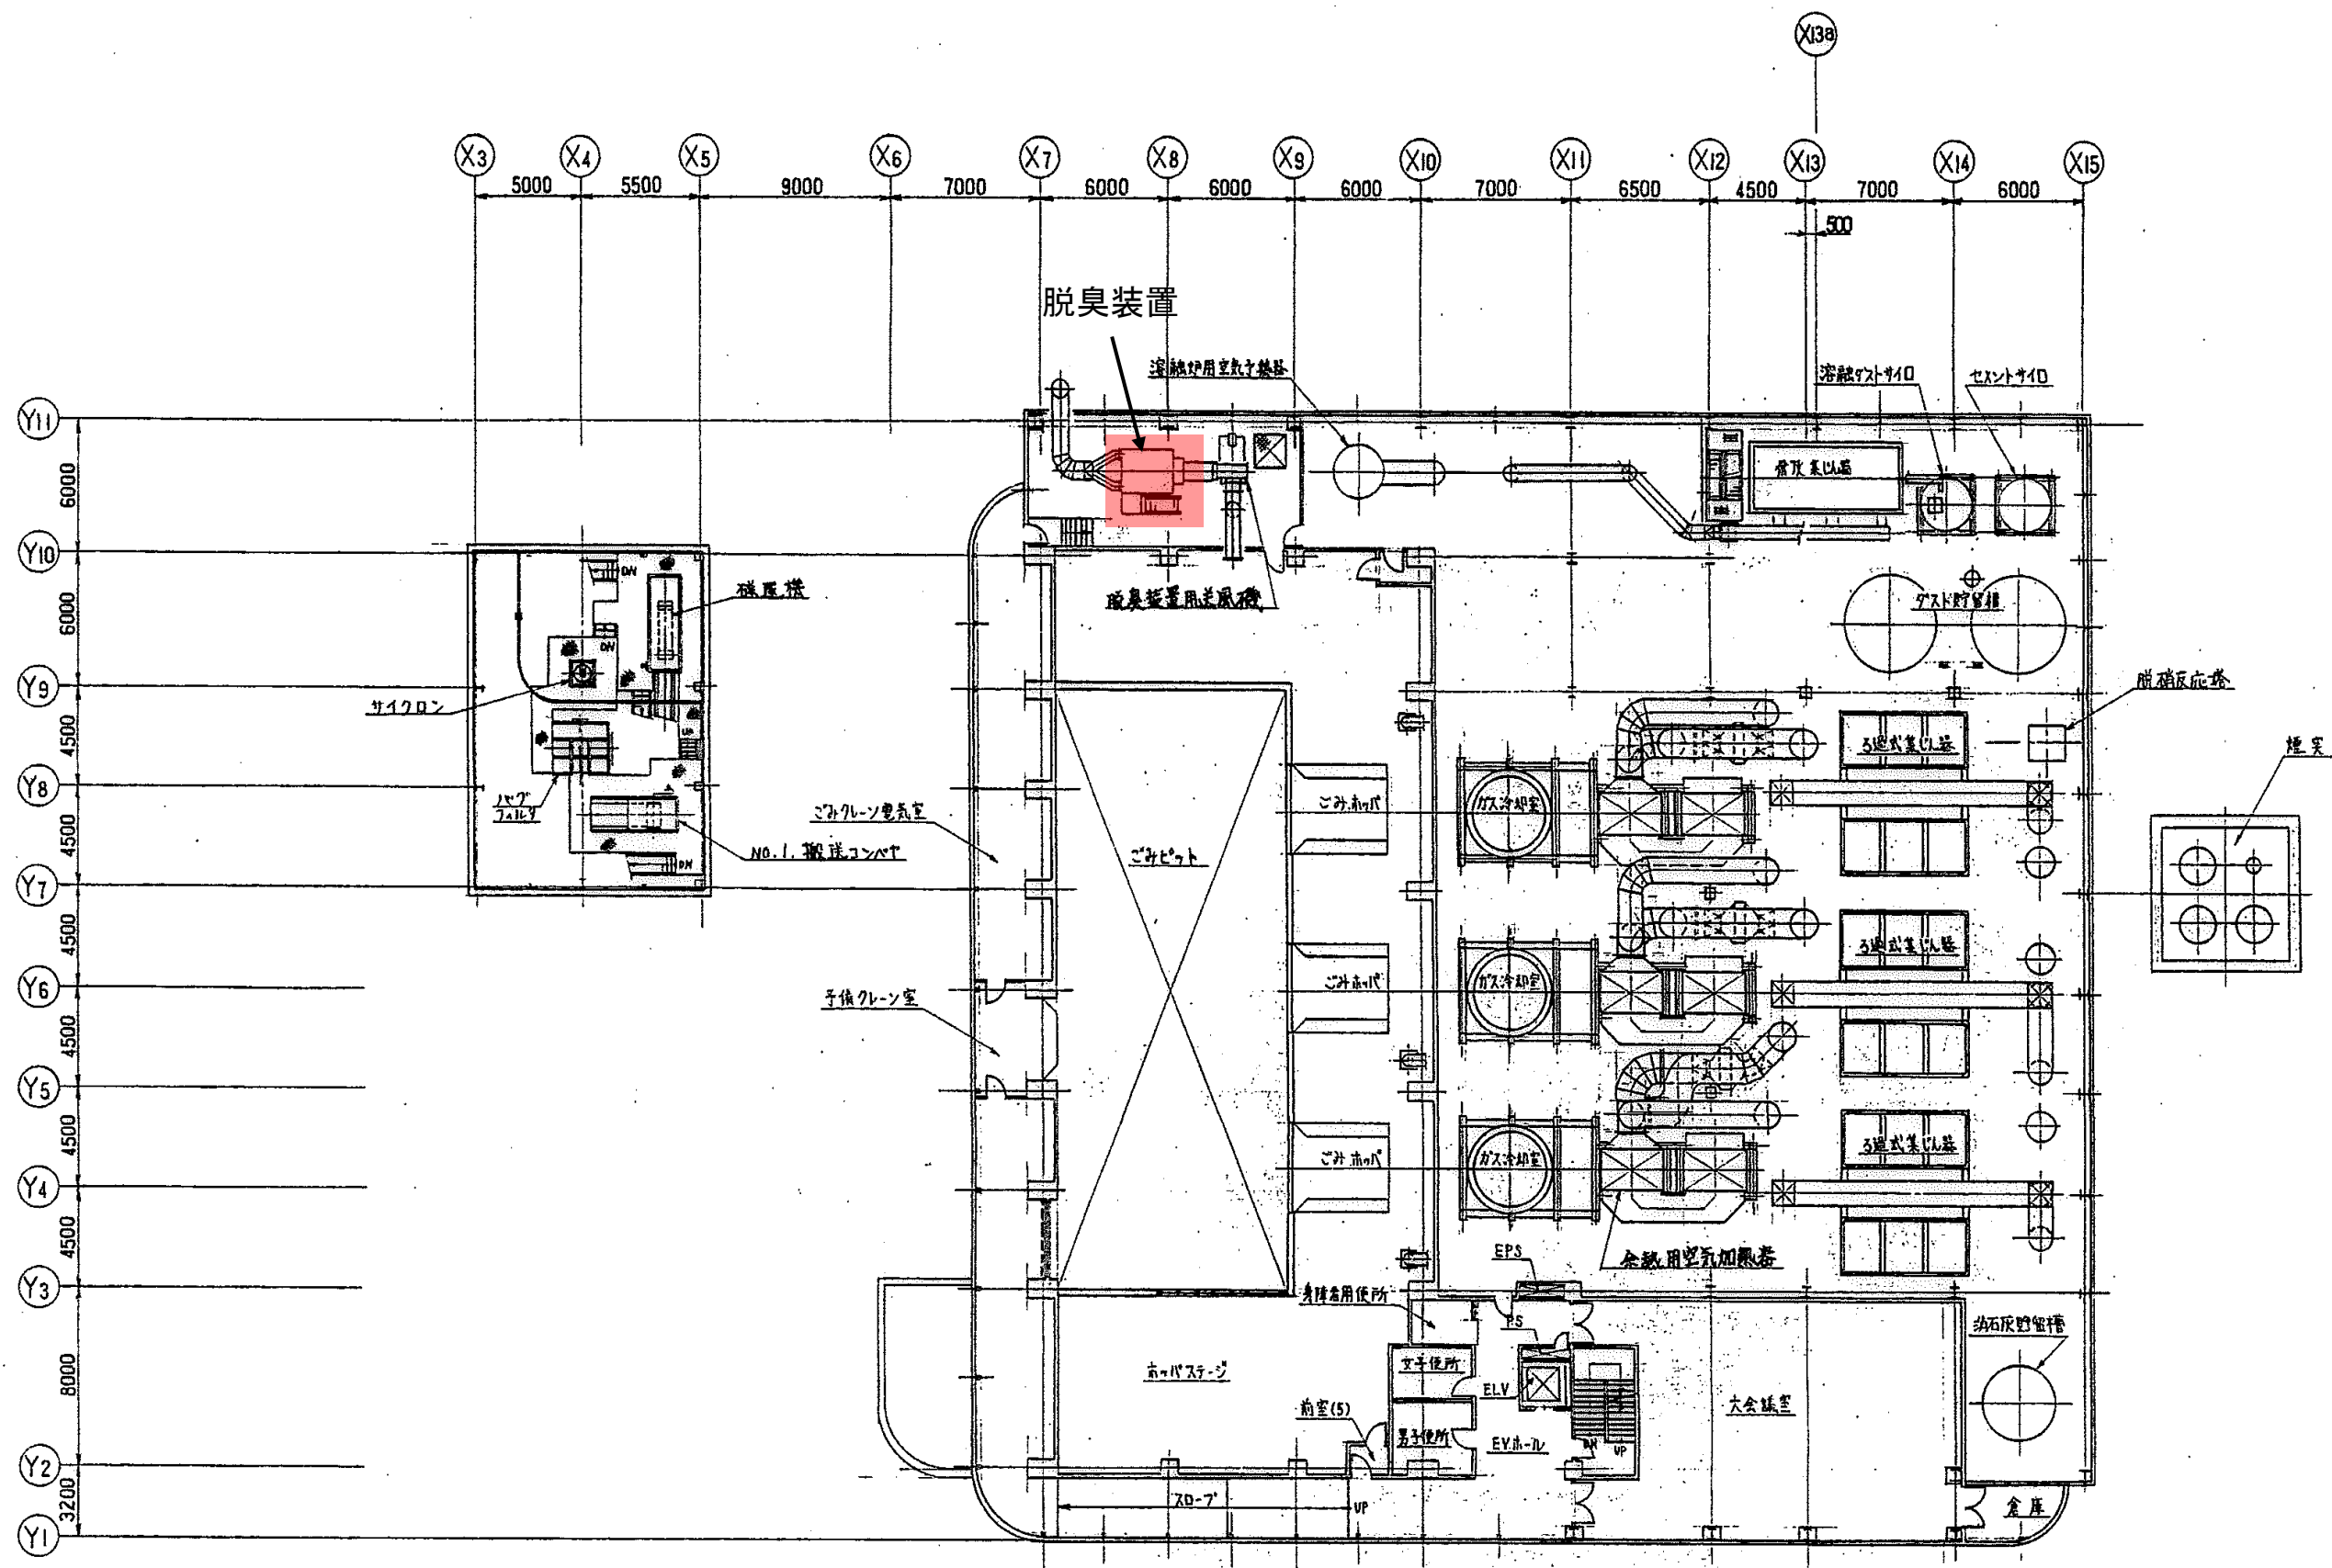 X13a
X3
X4
X5
X6
X7
X8
X9
X10
X11
X12
X13
X14
X15
5000
5500
9000
7000
6000
6000
6000
7000
6500
4500
7000
6000
500
脱臭装置
溶融炉用空気予熱器
溶融ダストサイロ
セメントサイロ
Y11
6000
Y10
6000
Y9
4500
Y8
4500
Y7
4500
Y6
4500
Y5
4500
Y4
4500
Y3
8000
Y2
3200
Y1
DN
DN
サイクロン
UP
バグ
フィルタ
NO.1.搬送コンベヤ
DN
脱臭装置用送風機
ダスト貯留槽
脱硝反応塔
煙突
ごみクレーン電気室
ごみピット
予備クレーン室
ごみホッパ
ごみホッパ
ごみホッパ
ガス冷却室
ガス冷却室
ガス冷却室
ろ過式集じん器
ろ過式集じん器
ろ過式集じん器
余熱用空気加熱器
EPS
身障者用便所
PS
消石灰貯留槽
ホッパステージ
女子便所
ELV
大会議室
前室(5)
男子便所
EVホール
DN
UP
スロープ
UP
倉庫